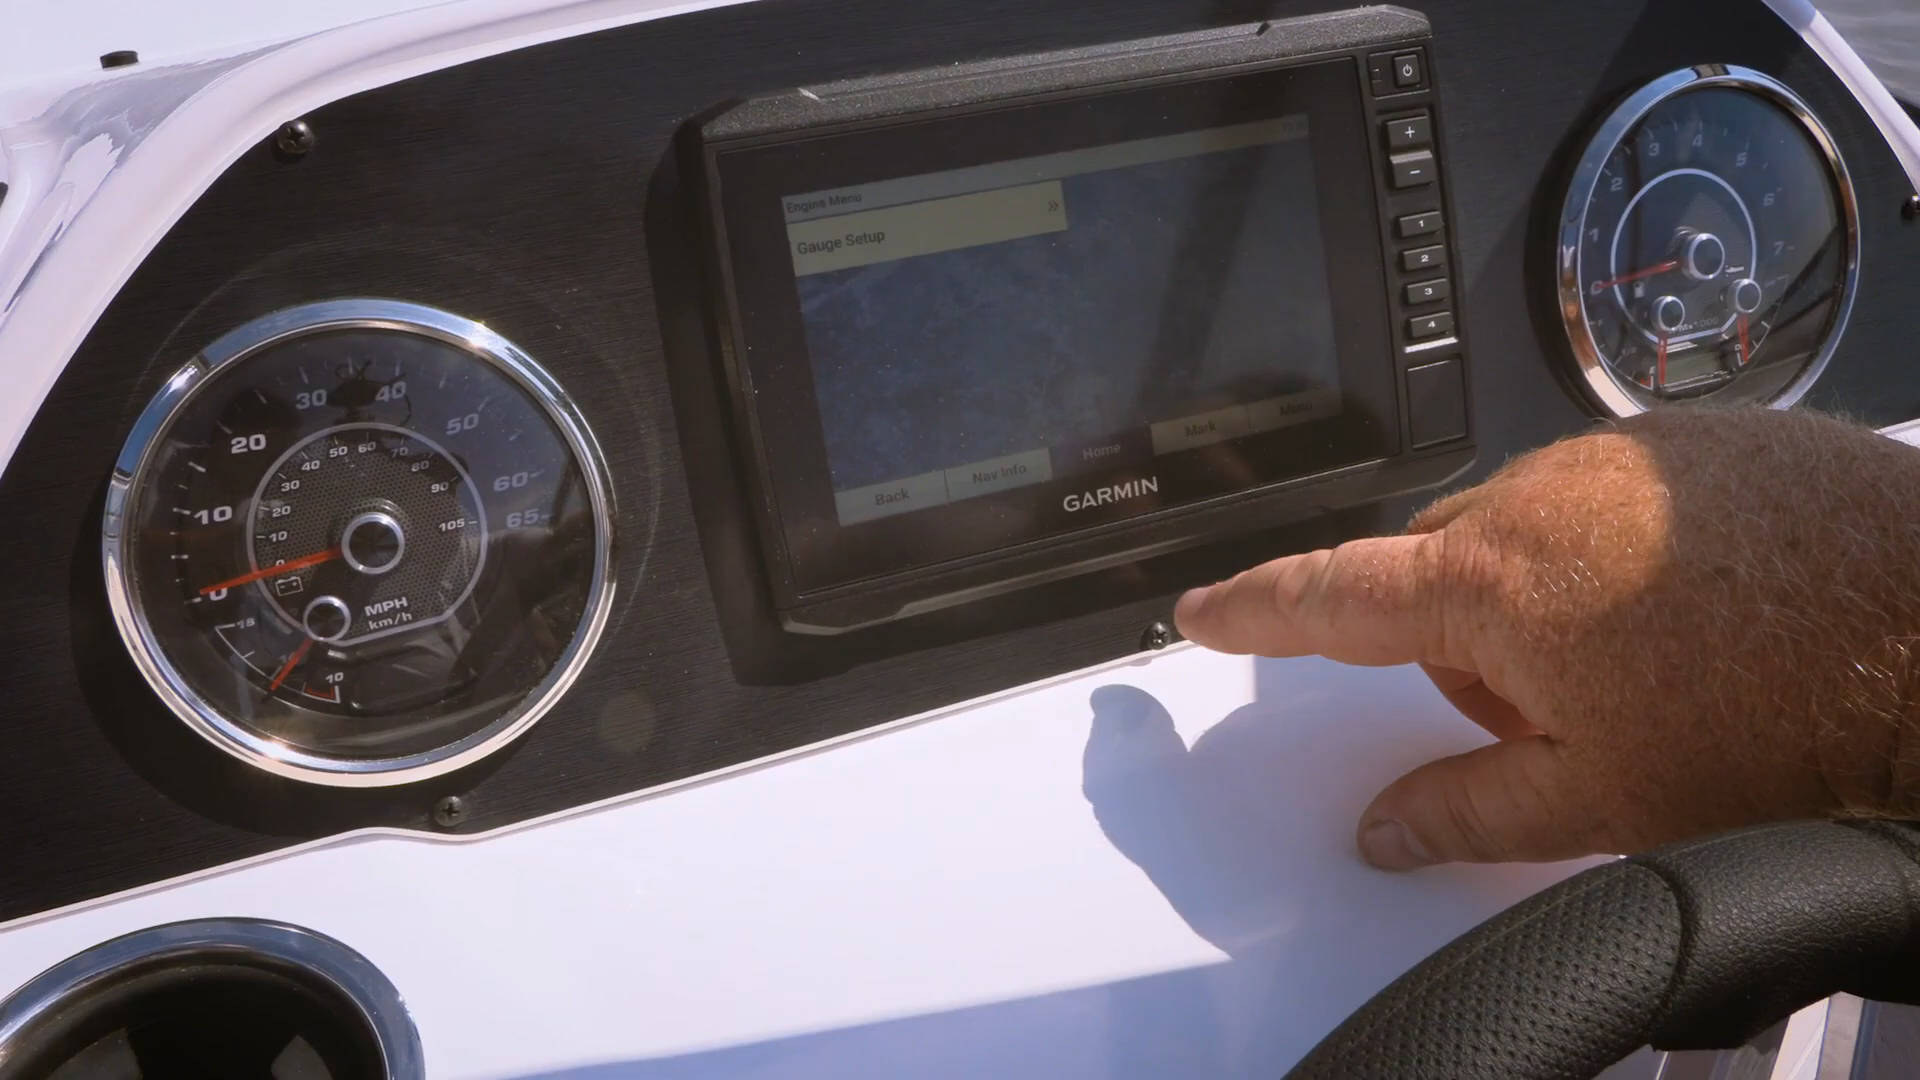 Engine Menu
Gauge Setup »
Back Nav Info Home Mark Menu
GARMIN
+
-
1
2
3
4
0 10 20 30 40 50 60 65
0 10 20 30 40 50 60 70 80 90 105
MPH
km/h
18
10
0 1 2 3 4 5 6 7